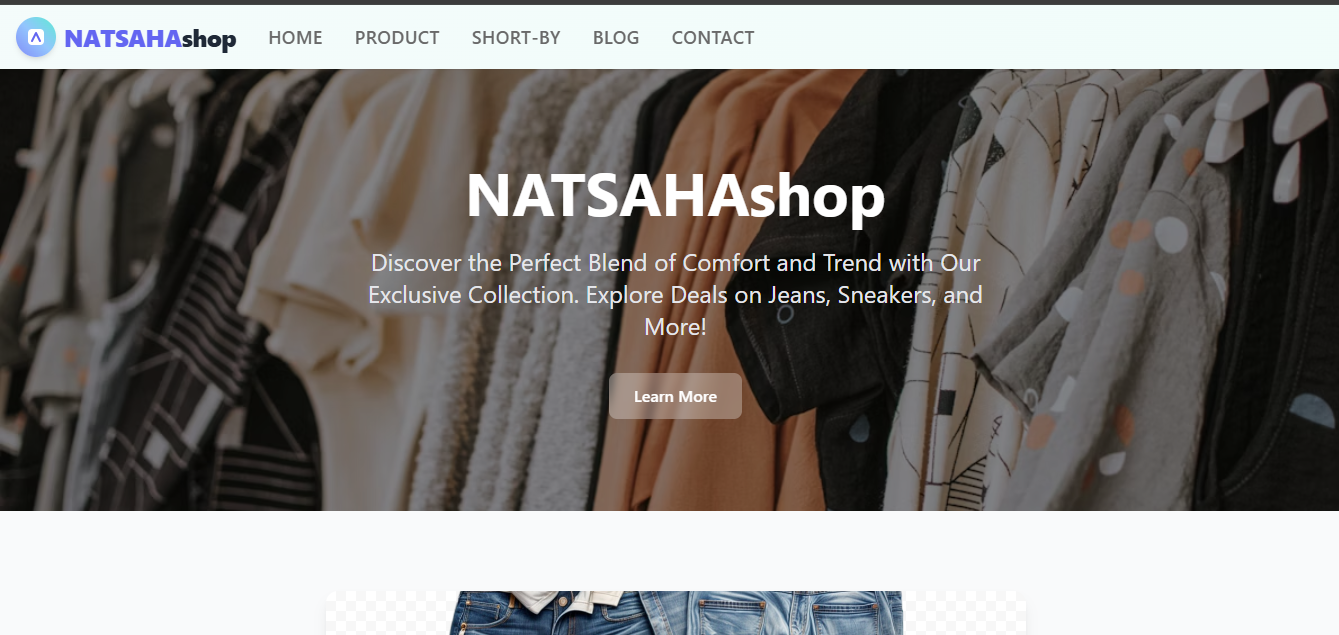 NATSAHAshop
HOME PRODUCT SHORT-BY BLOG CONTACT
NATSAHAshop
Discover the Perfect Blend of Comfort and Trend with Our
Exclusive Collection. Explore Deals on Jeans, Sneakers, and
More!
Learn More